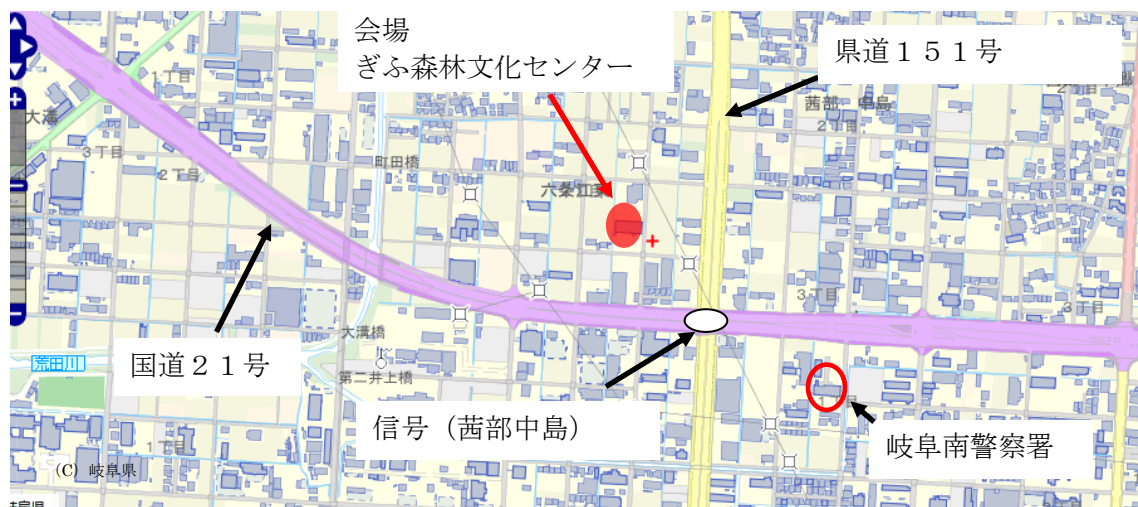 会場
ぎふ森林文化センター
県道１５１号
1丁目
大溝
3丁目
2丁目
町田橋
六条江東
茜部　中島
2丁目
3丁目
3丁目
国道２１号
荒田川
大溝橋
第二井上橋
信号（茜部中島）
岐阜南警察署
1丁目
(C) 岐阜県